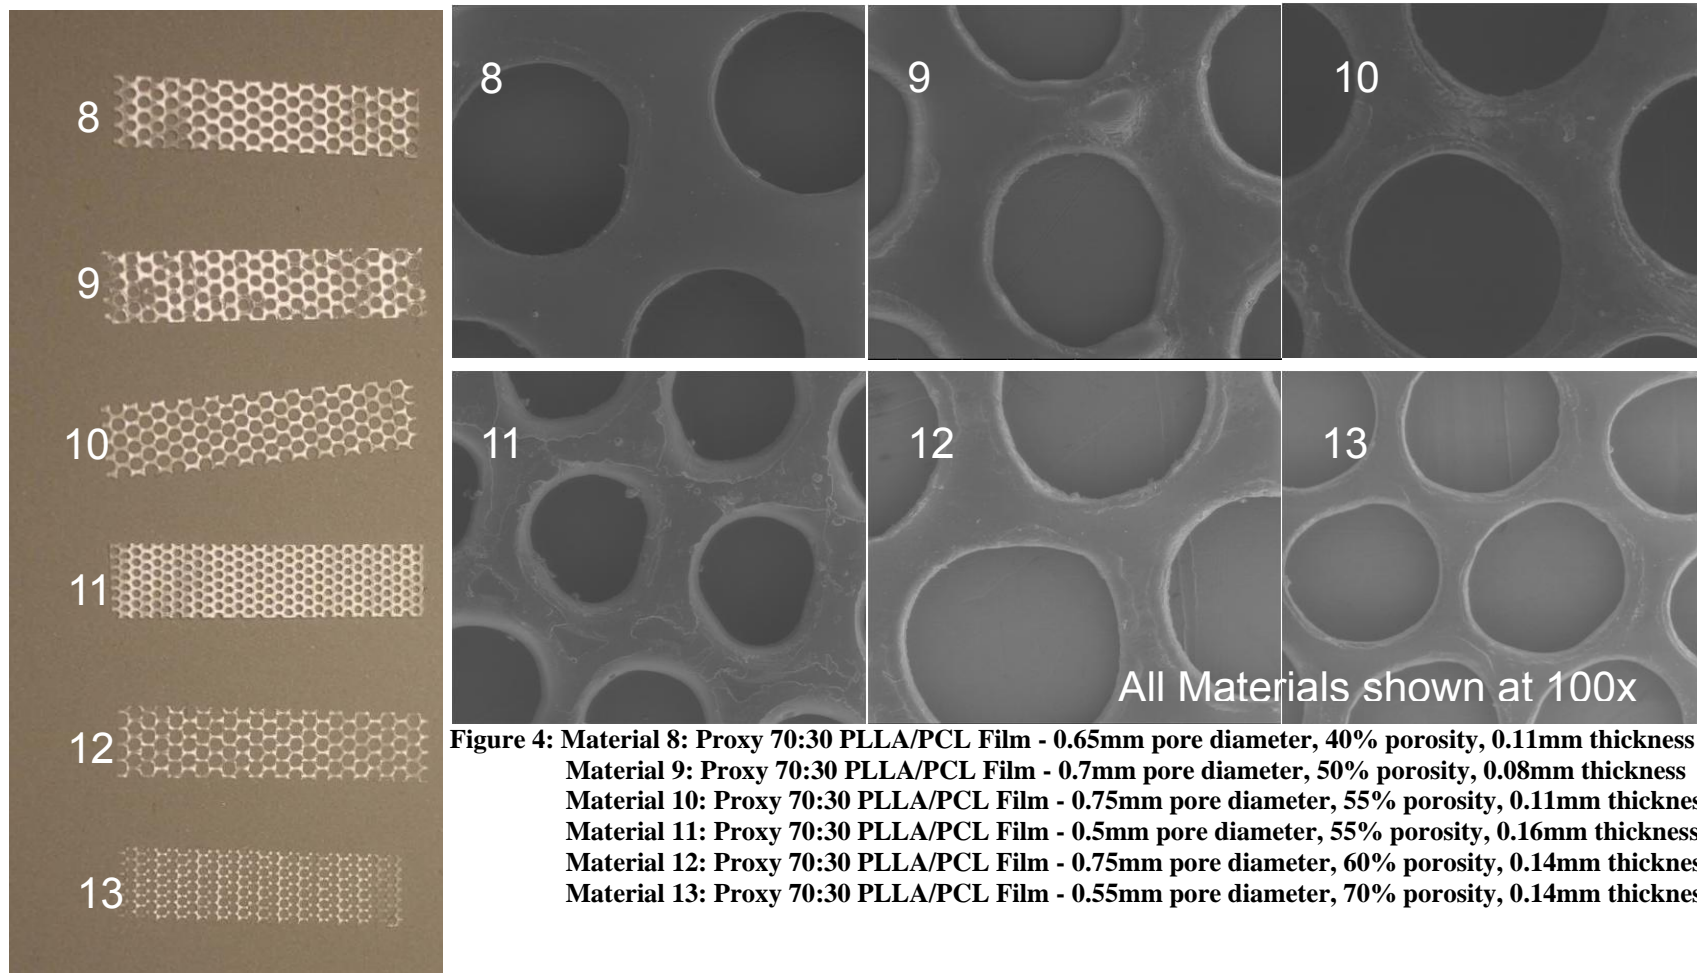 8
9
10
11
12
13
8
9
10
11
12
13
All Materials shown at 100x
Figure 4: Material 8: Proxy 70:30 PLLA/PCL Film - 0.65mm pore diameter, 40% porosity, 0.11mm thickness
Material 9: Proxy 70:30 PLLA/PCL Film - 0.7mm pore diameter, 50% porosity, 0.08mm thickness
Material 10: Proxy 70:30 PLLA/PCL Film - 0.75mm pore diameter, 55% porosity, 0.11mm thicknes
Material 11: Proxy 70:30 PLLA/PCL Film - 0.5mm pore diameter, 55% porosity, 0.16mm thickness
Material 12: Proxy 70:30 PLLA/PCL Film - 0.75mm pore diameter, 60% porosity, 0.14mm thicknes
Material 13: Proxy 70:30 PLLA/PCL Film - 0.55mm pore diameter, 70% porosity, 0.14mm thicknes